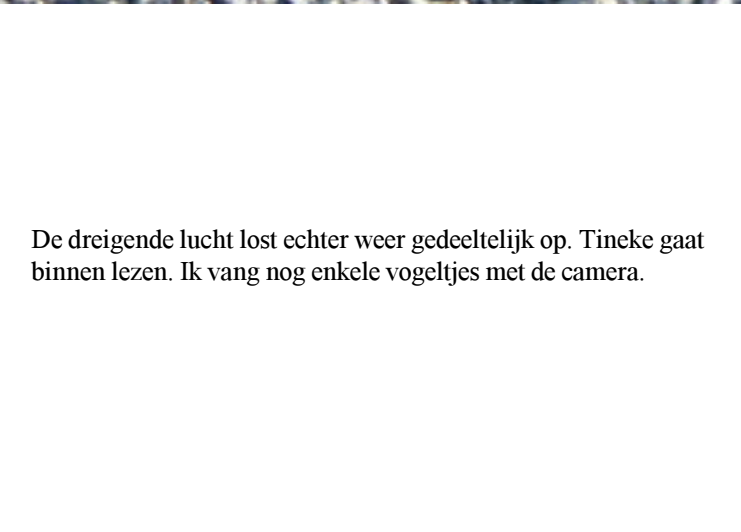 De dreigende lucht lost echter weer gedeeltelijk op. Tineke gaat
binnen lezen. Ik vang nog enkele vogeltjes met de camera.